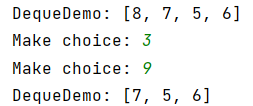 DequeDemo: [8, 7, 5, 6]
Make choice: 3
Make choice: 9
DequeDemo: [7, 5, 6]